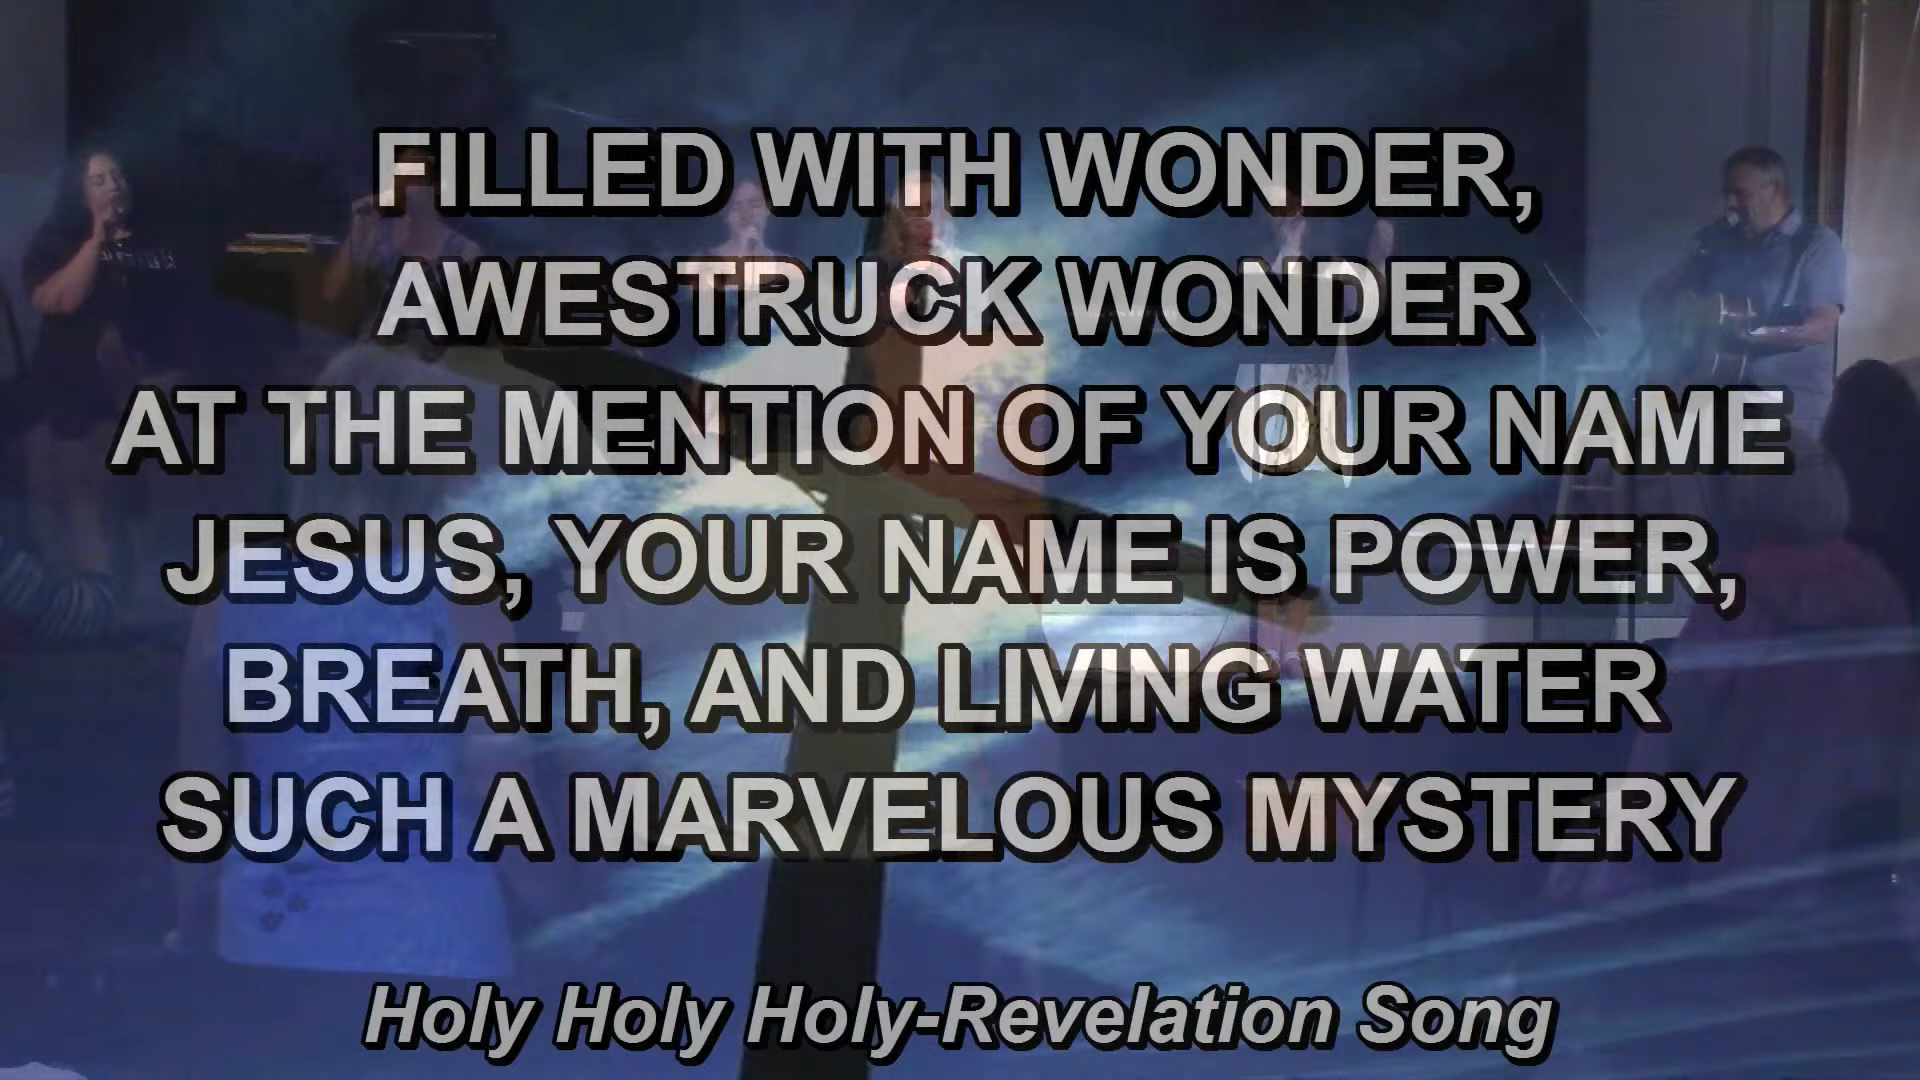 FILLED WITH WONDER,
AWESTRUCK WONDER
AT THE MENTION OF YOUR NAME
JESUS, YOUR NAME IS POWER,
BREATH, AND LIVING WATER
SUCH A MARVELOUS MYSTERY
Holy Holy Holy-Revelation Song